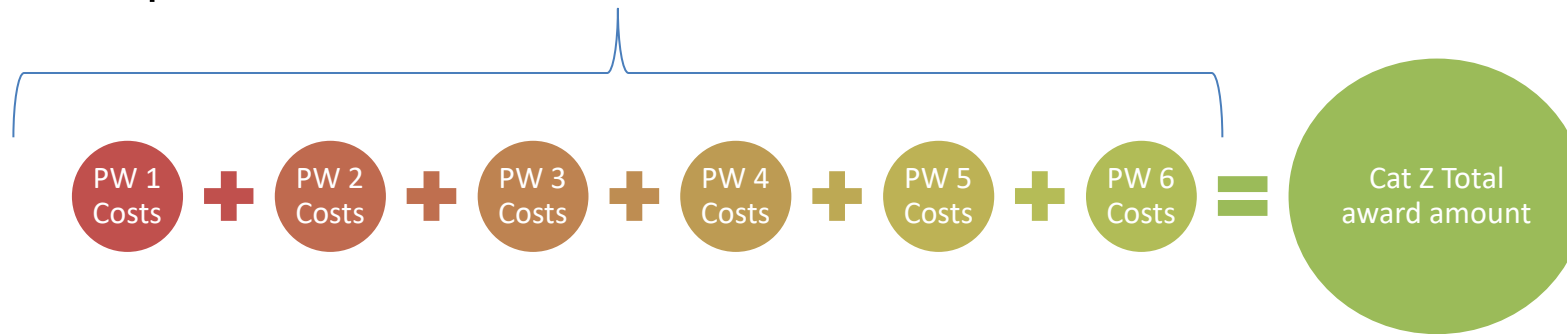 PW 1
Costs
PW 2
Costs
PW 3
Costs
PW 4
Costs
PW 5
Costs
PW 6
Costs
Cat Z Total
award amount